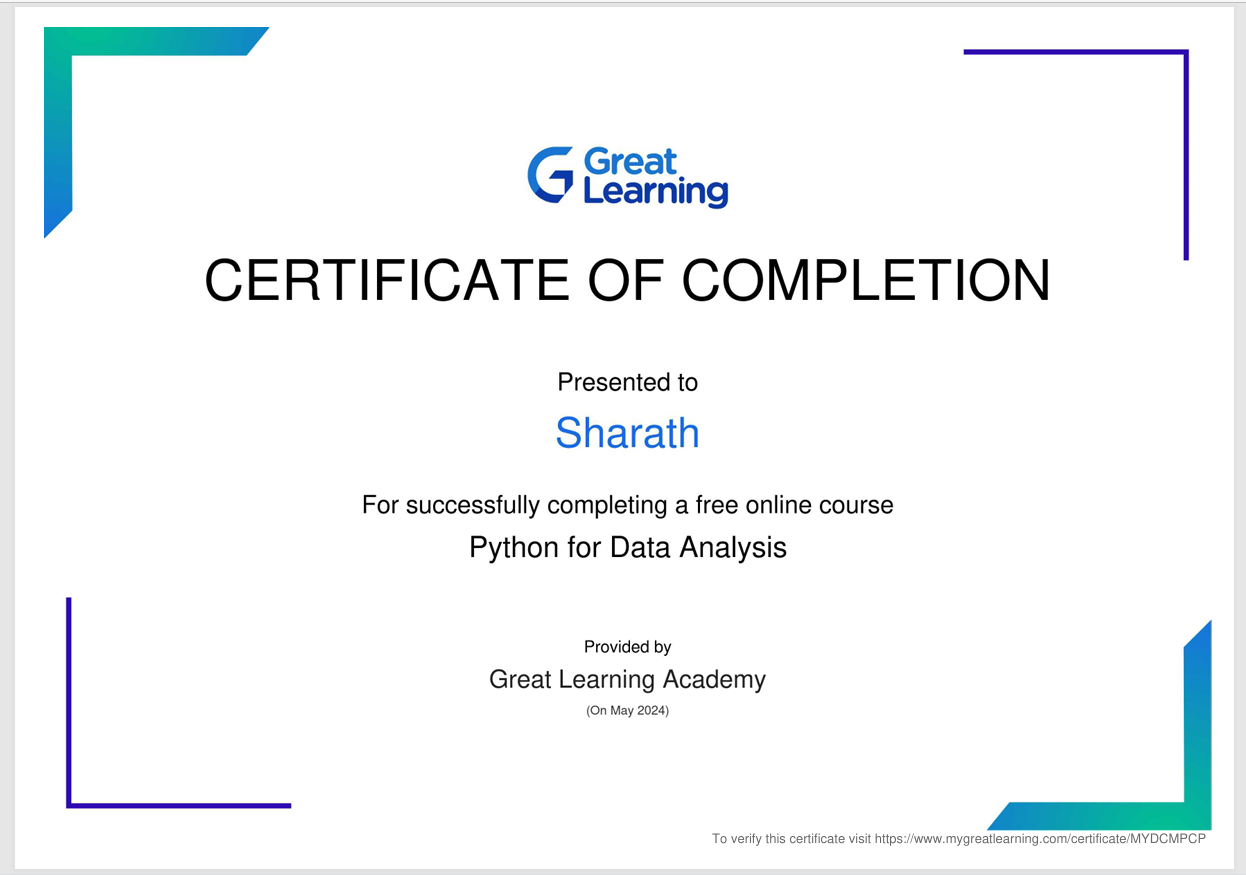 Great
Learning
CERTIFICATE OF COMPLETION
Presented to
Sharath
For successfully completing a free online course
Python for Data Analysis
Provided by
Great Learning Academy
(On May 2024)
To verify this certificate visit https://www.mygreatlearning.com/certificate/MYDCMPCP